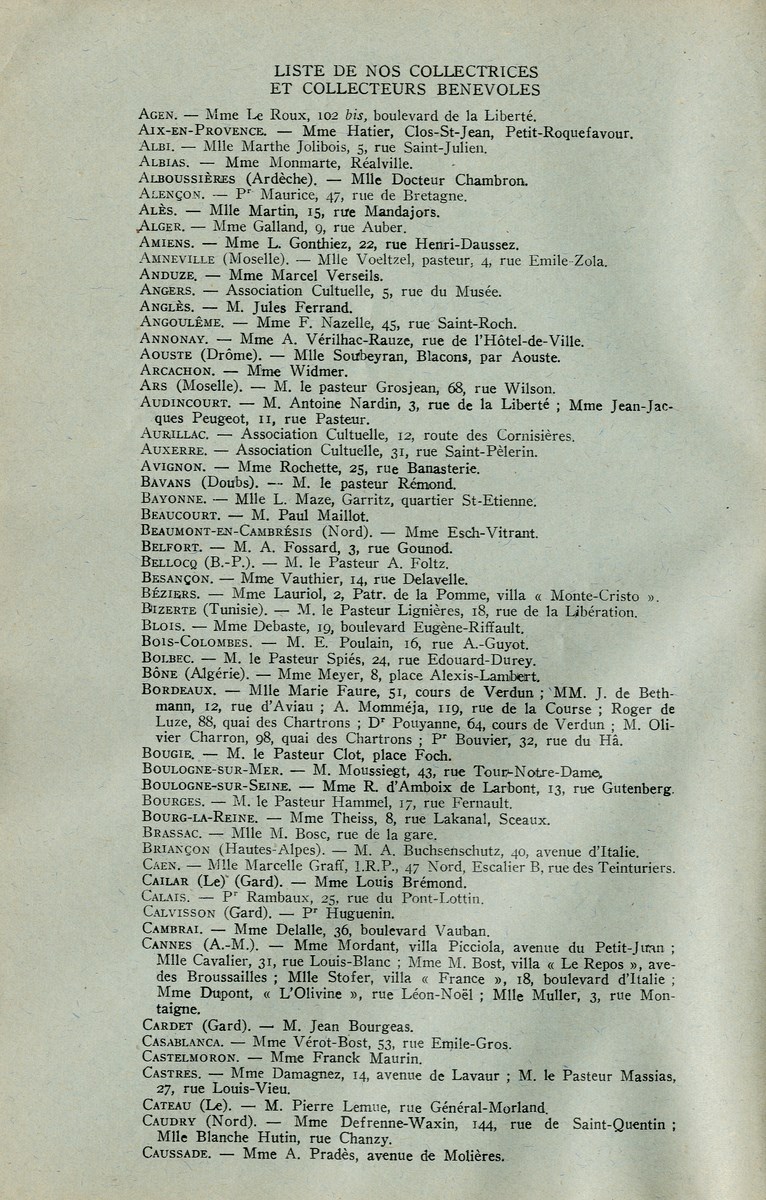 LISTE DE NOS COLLECTRICES
ET COLLECTEURS BENEVOLES
AGEN. — Mme Le Roux, 102 bis, boulevard de la Liberté.
AIX-EN-PROVENCE. — Mme Hatier, Clos-St-Jean, Petit-Roquefavour.
ALBI. — Mlle Marthe Jolibois, 5, rue Saint-Julien.
ALBIAS. — Mme Monmarte, Réalville.
ALBOUSSIÈRES (Ardèche). — Mlle Docteur Chambron.
ALENÇON. — Pr Maurice, 47, rue de Bretagne.
ALÈS. — Mlle Martin, 15, rue Mandajors.
ALGER. — Mme Galland, 9, rue Auber.
AMIENS. — Mme L. Gonthiez, 22, rue Henri-Daussez.
AMNEVILLE (Moselle). — Mlle Voeltzel, pasteur, 4, rue Emile-Zola.
ANDUZE. — Mme Marcel Verseils.
ANGERS. — Association Cultuelle, 5, rue du Musée.
ANGLÈS. — M. Jules Ferrand.
ANGOULÊME. — Mme F. Nazelle, 45, rue Saint-Roch.
ANNONAY. — Mme A. Vérilhac-Rauze, rue de l'Hôtel-de-Ville.
AOUSTE (Drôme). — Mlle Soubeyran, Blacons, par Aouste.
ARCACHON. — Mme Widmer.
ARS (Moselle). — M. le pasteur Grosjean, 68, rue Wilson.
AUDINCOURT. — M. Antoine Nardin, 3, rue de la Liberté ; Mme Jean-Jac-
ques Peugeot, 11, rue Pasteur.
AURILLAC. — Association Cultuelle, 12, route des Cornisières.
AUXERRE. — Association Cultuelle, 31, rue Saint-Pèlerin.
AVIGNON. — Mme Rochette, 25, rue Banasterie.
BAVANS (Doubs). — M. le pasteur Rémond.
BAYONNE. — Mlle L. Maze, Garritz, quartier St-Etienne.
BEAUCOURT. — M. Paul Maillot.
BEAUMONT-EN-CAMBRÉSIS (Nord). — Mme Esch-Vitrant.
BELFORT. — M. A. Fossard, 3, rue Gounod.
BELLOCQ (B.-P.). — M. le Pasteur A. Foltz.
BESANÇON. — Mme Vauthier, 14, rue Delavelle.
BÉZIERS. — Mme Lauriol, 2, Patr. de la Pomme, villa « Monte-Cristo ».
BIZERTE (Tunisie). — M. le Pasteur Lignières, 18, rue de la Libération.
BLOIS. — Mme Debaste, 19, boulevard Eugène-Riffault.
BOIS-COLOMBES. — M. E. Poulain, 16, rue A.-Guyot.
BOLBEC. — M. le Pasteur Spiés, 24, rue Edouard-Durey.
BÔNE (Algérie). — Mme Meyer, 8, place Alexis-Lambert.
BORDEAUX. — Mlle Marie Faure, 51, cours de Verdun ; MM. J. de Beth-
mann, 12, rue d'Aviau ; A. Momméja, 119, rue de la Course ; Roger de
Luze, 88, quai des Chartrons ; Dr Pouyanne, 64, cours de Verdun ; M. Oli-
vier Charron, 98, quai des Chartrons ; Pr Bouvier, 32, rue du Hâ.
BOUGIE. — M. le Pasteur Clot, place Foch.
BOULOGNE-SUR-MER. — M. Moussiegt, 43, rue Tour-Notre-Dame.
BOULOGNE-SUR-SEINE. — Mme R. d'Amboix de Larbont, 13, rue Gutenberg.
BOURGES. — M. le Pasteur Hammel, 17, rue Fernault.
BOURG-LA-REINE. — Mme Theiss, 8, rue Lakanal, Sceaux.
BRASSAC. — Mlle M. Bosc, rue de la gare.
BRIANÇON (Hautes-Alpes). — M. A. Buchsenschutz, 40, avenue d'Italie.
CAEN. — Mlle Marcelle Graff, I.R.P., 47 Nord, Escalier B, rue des Teinturiers.
CAILAR (Le) (Gard). — Mme Louis Brémond.
CALAIS. — Pr Rambaux, 25, rue du Pont-Lottin.
CALVISSON (Gard). — Pr Huguenin.
CAMBRAI. — Mme Delalle, 36, boulevard Vauban.
CANNES (A.-M.). — Mme Mordant, villa Picciola, avenue du Petit-Juan ;
Mlle Cavalier, 31, rue Louis-Blanc ; Mme M. Bost, villa « Le Repos », ave-
des Broussailles ; Mlle Stofer, villa « France », 18, boulevard d'Italie ;
Mme Dupont, « L'Olivine », rue Léon-Noël ; Mlle Muller, 3, rue Mon-
taigne.
CARDET (Gard). — M. Jean Bourgeas.
CASABLANCA. — Mme Vérot-Bost, 53, rue Emile-Gros.
CASTELMORON. — Mme Franck Maurin.
CASTRES. — Mme Damagnez, 14, avenue de Lavaur ; M. le Pasteur Massias,
27, rue Louis-Vieu.
CATEAU (Le). — M. Pierre Lemue, rue Général-Morland.
CAUDRY (Nord). — Mme Defrenne-Waxin, 144, rue de Saint-Quentin ;
Mlle Blanche Hutin, rue Chanzy.
CAUSSADE. — Mme A. Pradès, avenue de Molières.